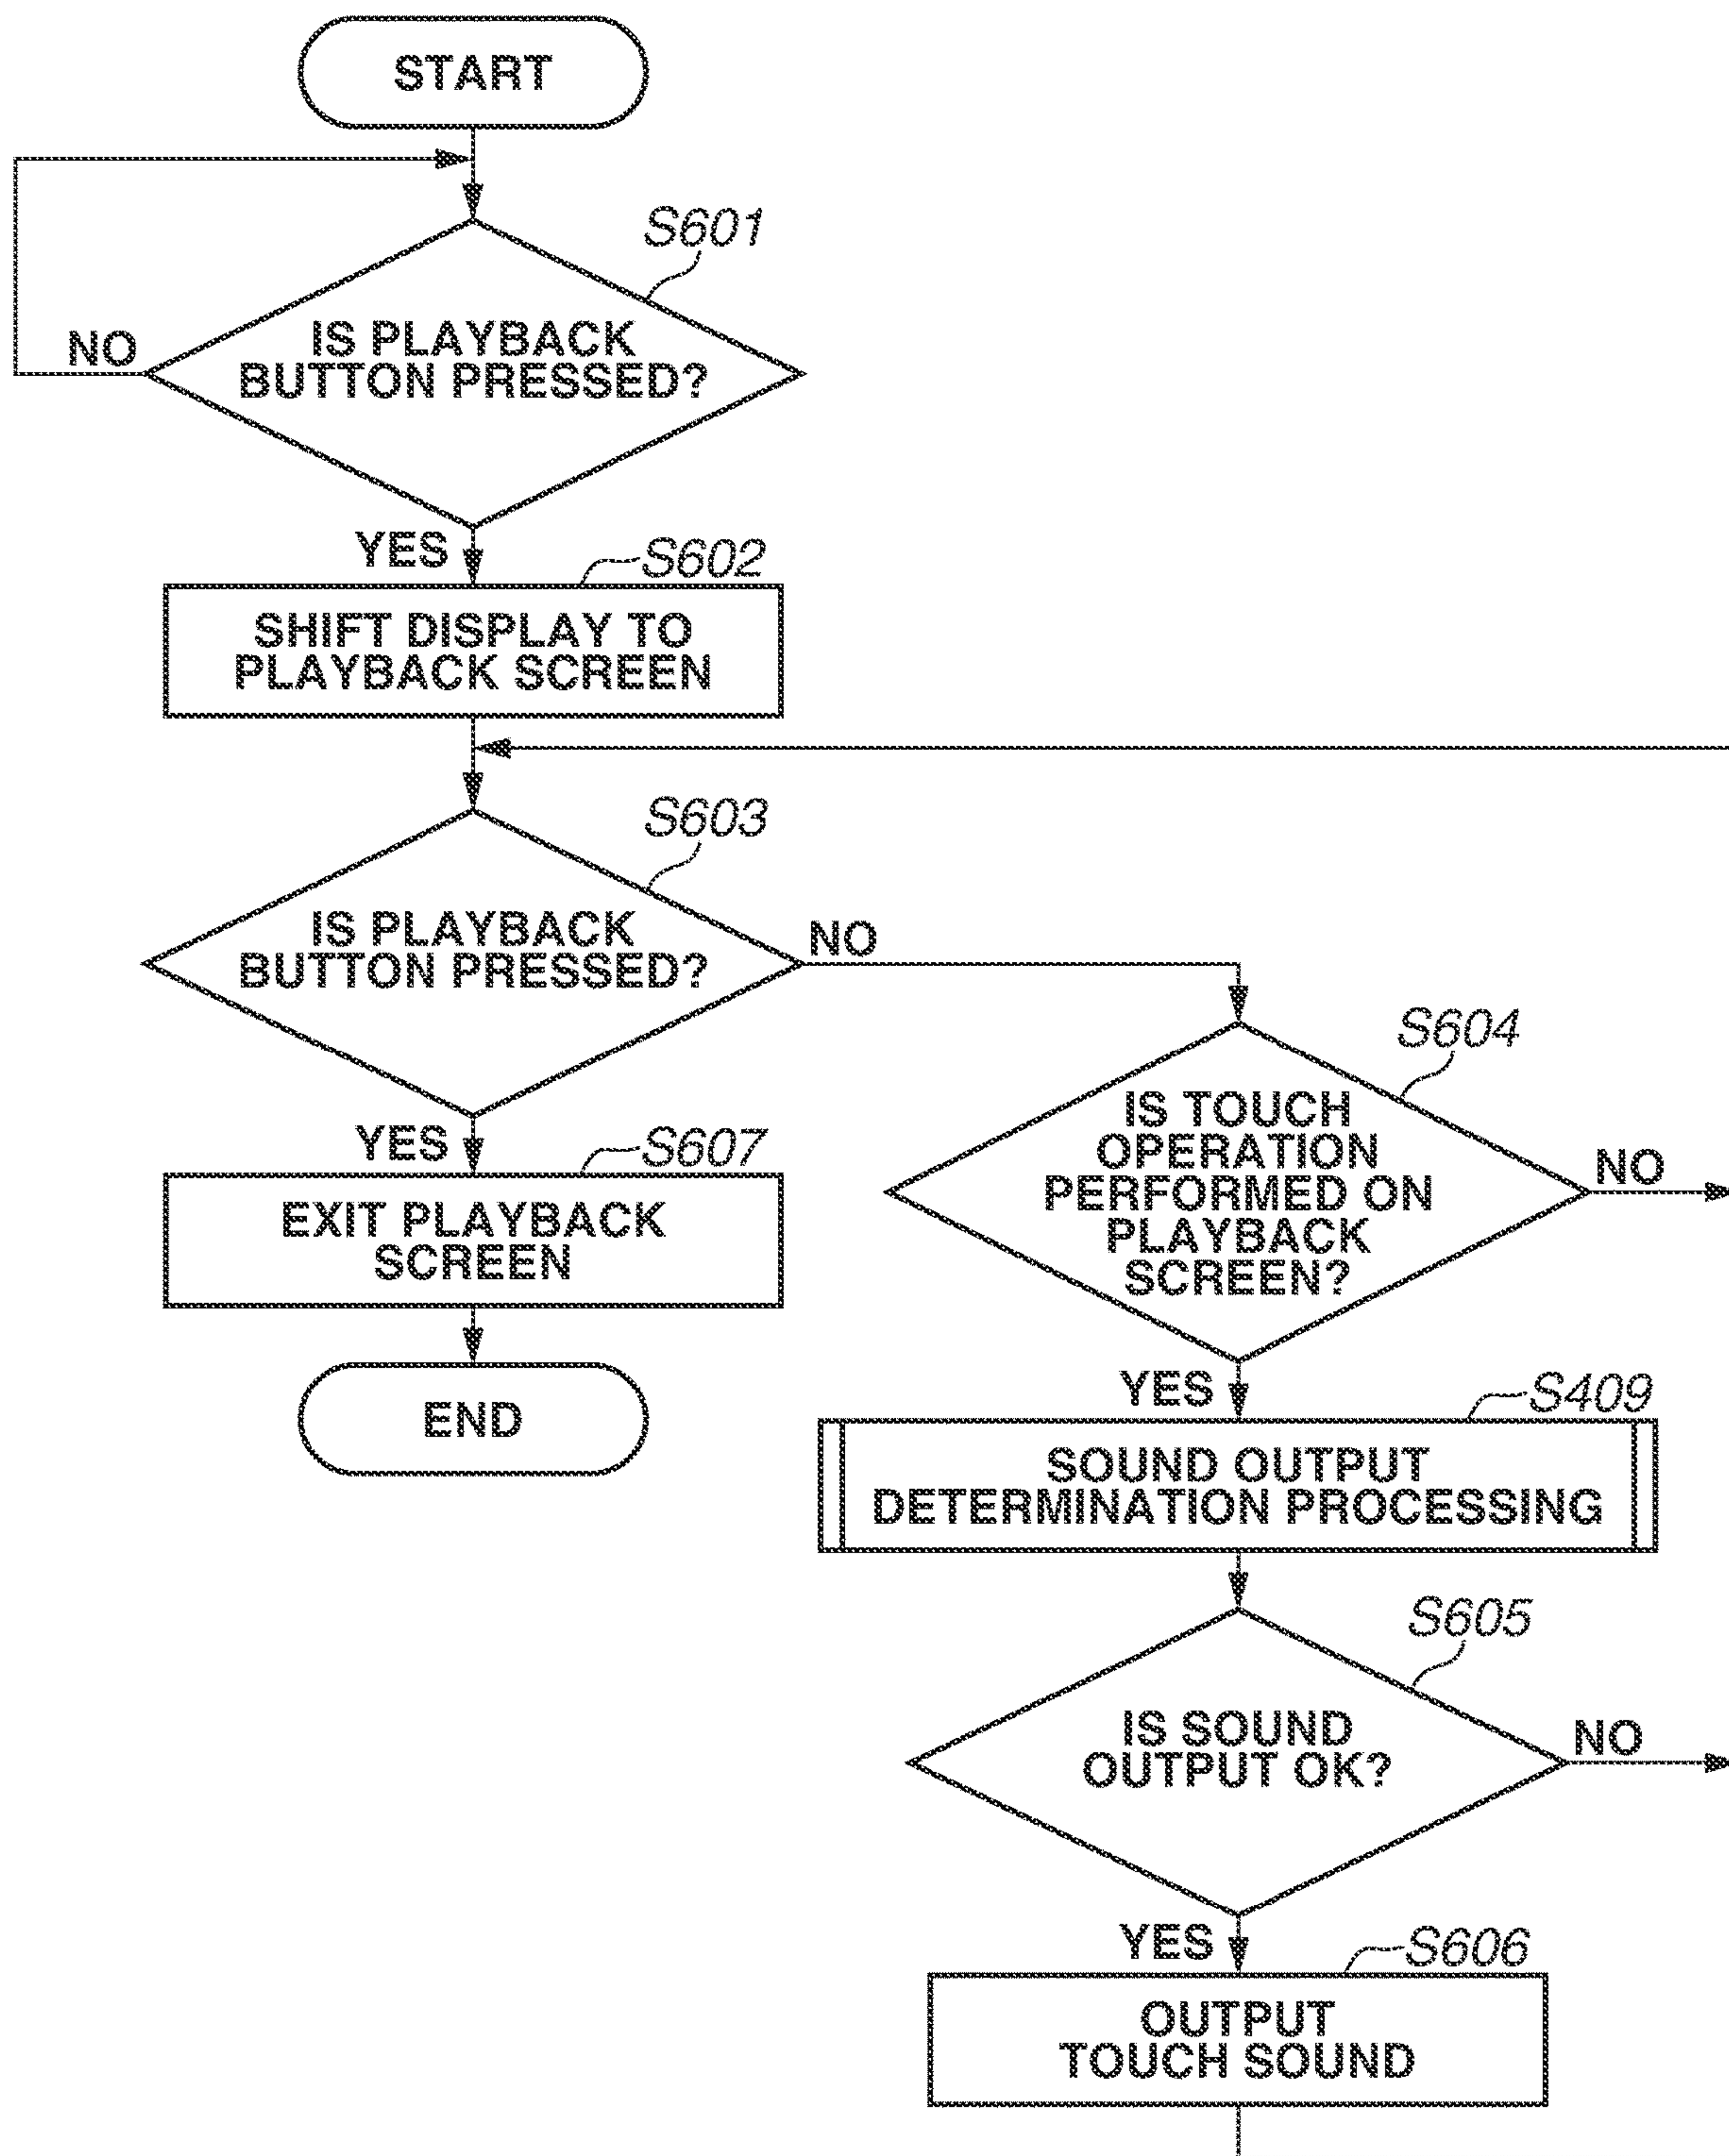 START
S601
IS PLAYBACK
BUTTON PRESSED?
NO
YES
S602
SHIFT DISPLAY TO
PLAYBACK SCREEN
S603
IS PLAYBACK
BUTTON PRESSED?
NO
YES
S607
EXIT PLAYBACK
SCREEN
END
S604
IS TOUCH
OPERATION
PERFORMED ON
PLAYBACK
SCREEN?
NO
YES
S409
SOUND OUTPUT
DETERMINATION PROCESSING
S605
IS SOUND
OUTPUT OK?
NO
YES
S606
OUTPUT
TOUCH SOUND